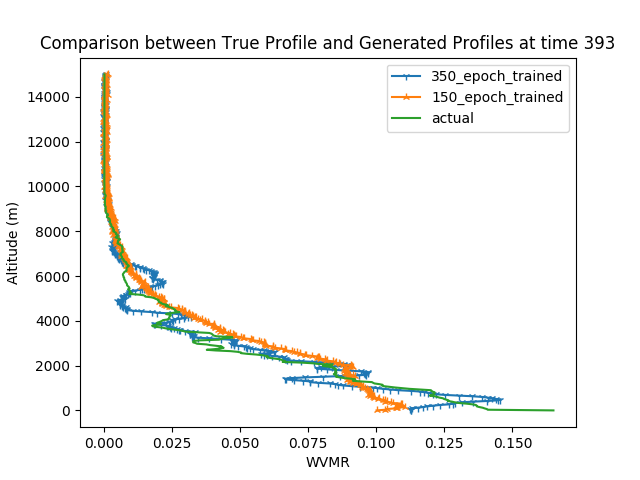 Comparison between True Profile and Generated Profiles at time 393
350_epoch_trained
150_epoch_trained
actual
Altitude (m)
14000
12000
10000
8000
6000
4000
2000
0
0.000 0.025 0.050 0.075 0.100 0.125 0.150
WVMR